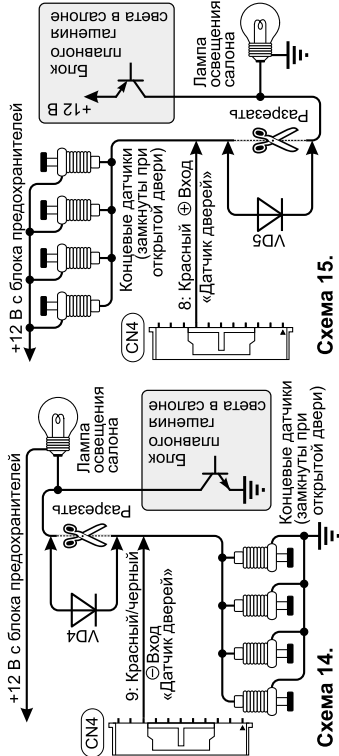 +12 В с блока предохранителей
Лампа
освещения
салона
Блок
плавного
гашения
света в салоне
Разрезать
VD4
9: Красный/черный
⊖Вход
«Датчик дверей»
CN4
Концевые датчики
(замкнуты при
открытой двери)
Схема 14.
+12 В с блока предохранителей
Блок
плавного
гашения
света в салоне
+12 В
Лампа
освещения
салона
Концевые датчики
(замкнуты при
открытой двери)
Разрезать
8: Красный ⊕ Вход
«Датчик дверей»
VD5
CN4
Схема 15.